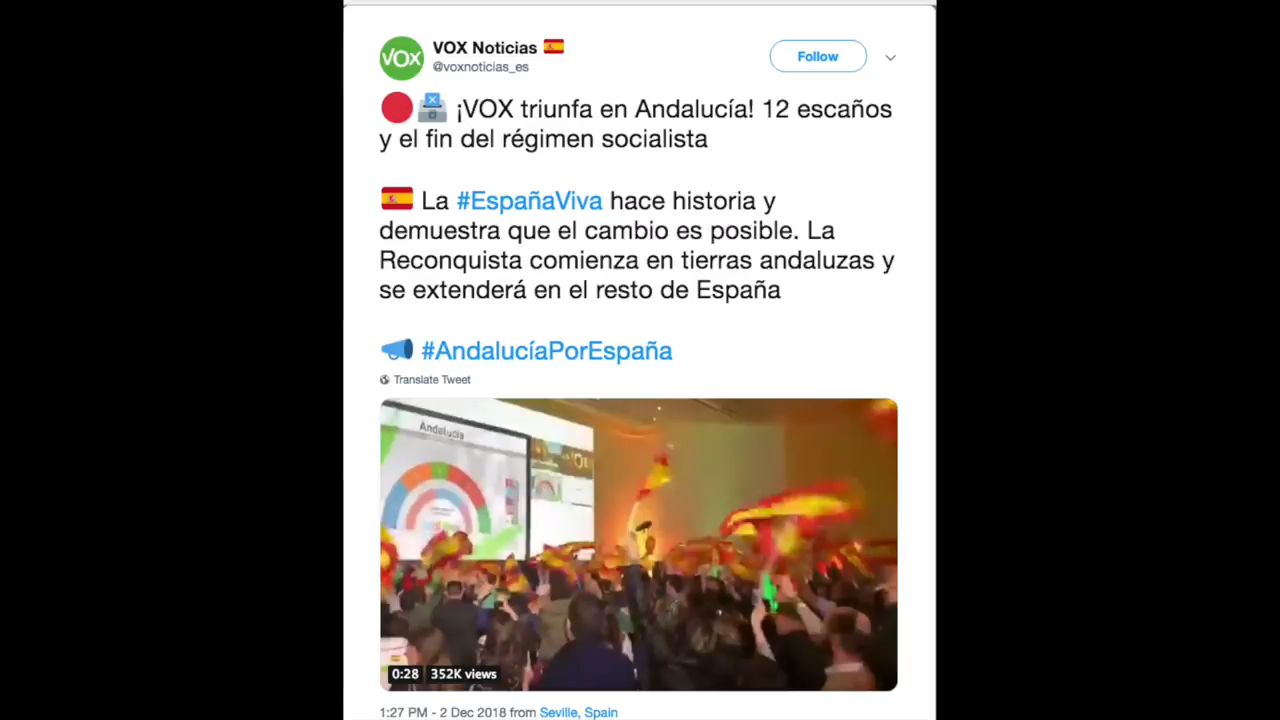 VOX
VOX Noticias
@voxnoticias_es
Follow
¡VOX triunfa en Andalucía! 12 escaños
y el fin del régimen socialista
La #EspañaViva hace historia y
demuestra que el cambio es posible. La
Reconquista comienza en tierras andaluzas y
se extenderá en el resto de España
#AndalucíaPorEspaña
Translate Tweet
Andalucía
0:28 352K views
1:27 PM - 2 Dec 2018 from Seville, Spain